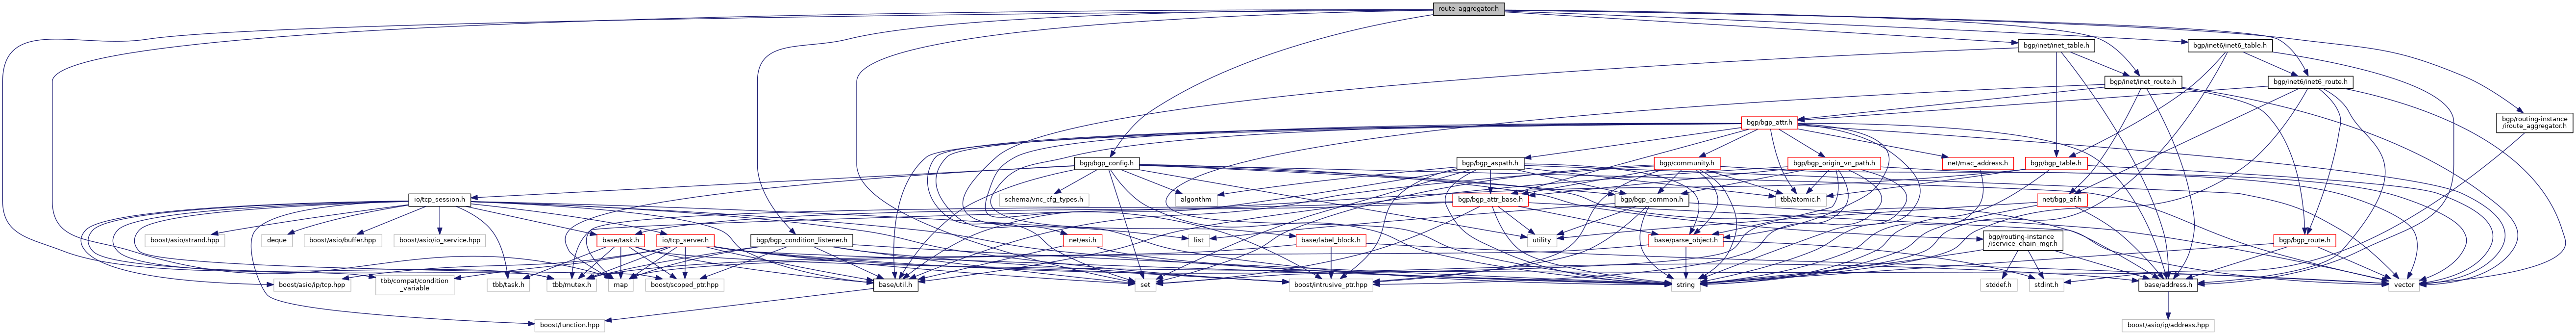 route_aggregator.h
bgp/inet/inet_table.h
bgp/inet6/inet6_table.h
bgp/inet/inet_route.h
bgp/inet6/inet6_route.h
bgp/bgp_attr.h
bgp/routing-instance
/iroute_aggregator.h
bgp/bgp_config.h
bgp/bgp_aspath.h
bgp/community.h
bgp/bgp_origin_vn_path.h
net/mac_address.h
bgp/bgp_table.h
io/tcp_session.h
schema/vnc_cfg_types.h
algorithm
bgp/bgp_attr_base.h
bgp/bgp_common.h
tbb/atomic.h
net/bgp_af.h
boost/asio/strand.hpp
deque
boost/asio/buffer.hpp
boost/asio/io_service.hpp
base/task.h
io/tcp_server.h
bgp/bgp_condition_listener.h
net/esi.h
list
base/label_block.h
base/parse_object.h
utility
bgp/routing-instance
/service_chain_mgr.h
bgp/bgp_route.h
boost/asio/ip/tcp.hpp
tbb/compat/condition
_variable
tbb/task.h
tbb/mutex.h
map
boost/scoped_ptr.hpp
base/util.h
set
boost/intrusive_ptr.hpp
string
stddef.h
stdint.h
base/address.h
vector
boost/function.hpp
boost/asio/ip/address.hpp